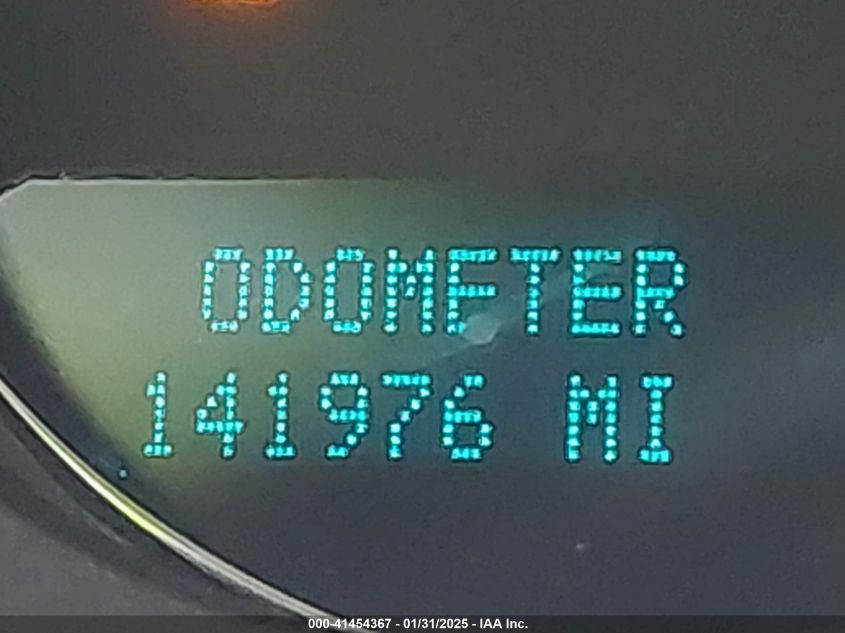 ODOMETER
141976 MI
000-41454367 - 01/31/2025 - IAA Inc.